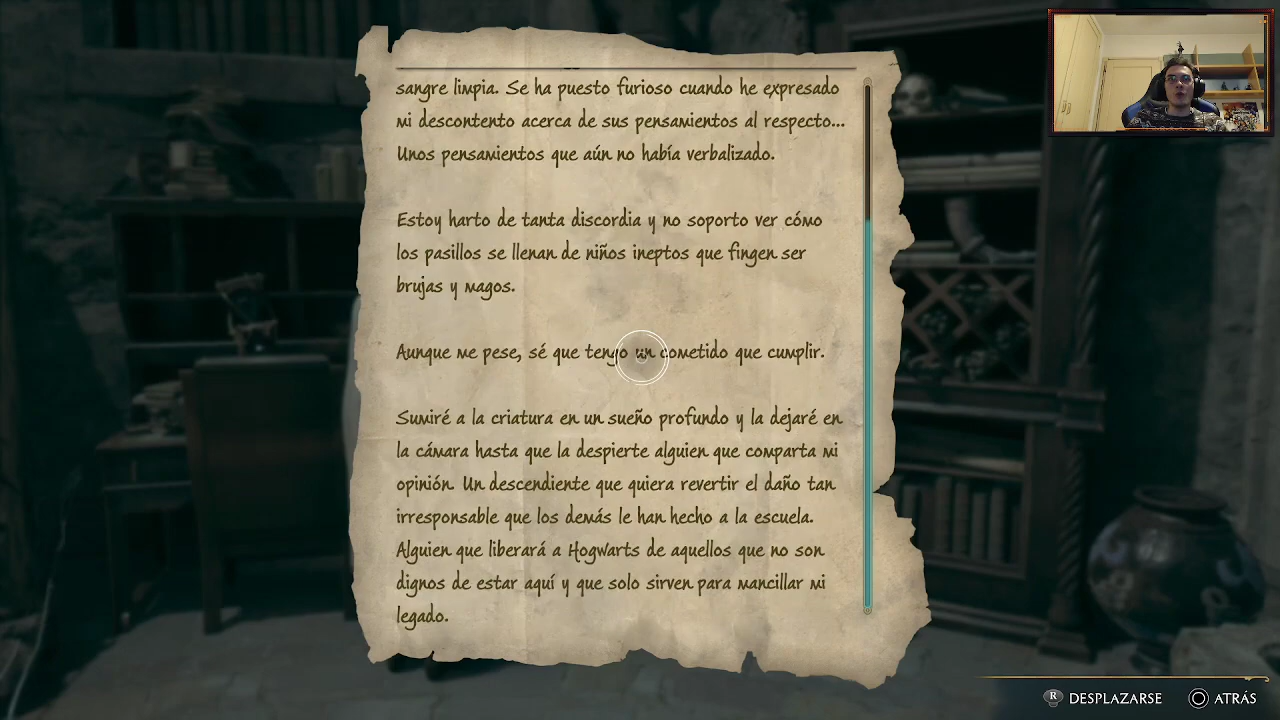 sangre limpia. Se ha puesto furioso cuando he expresado
mi descontento acerca de sus pensamientos al respecto...
Unos pensamientos que aún no había verbalizado.
Estoy harto de tanta discordia y no soporto ver cómo
los pasillos se llenan de niños ineptos que fingen ser
brujas y magos.
Aunque me pese, sé que tengo un cometido que cumplir.
Sumiré a la criatura en un sueño profundo y la dejaré en
la cámara hasta que la despierte alguien que comparta mi
opinión. Un descendiente que quiera revertir el daño tan
irresponsable que los demás le han hecho a la escuela.
Alguien que liberará a Hogwarts de aquellos que no son
dignos de estar aquí y que solo sirven para mancillar mi
legado.
R DESPLAZARSE ATRÁS